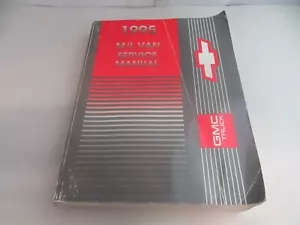 1995
M/L VAN
SERVICE
MANUAL
GMC
TRUCK